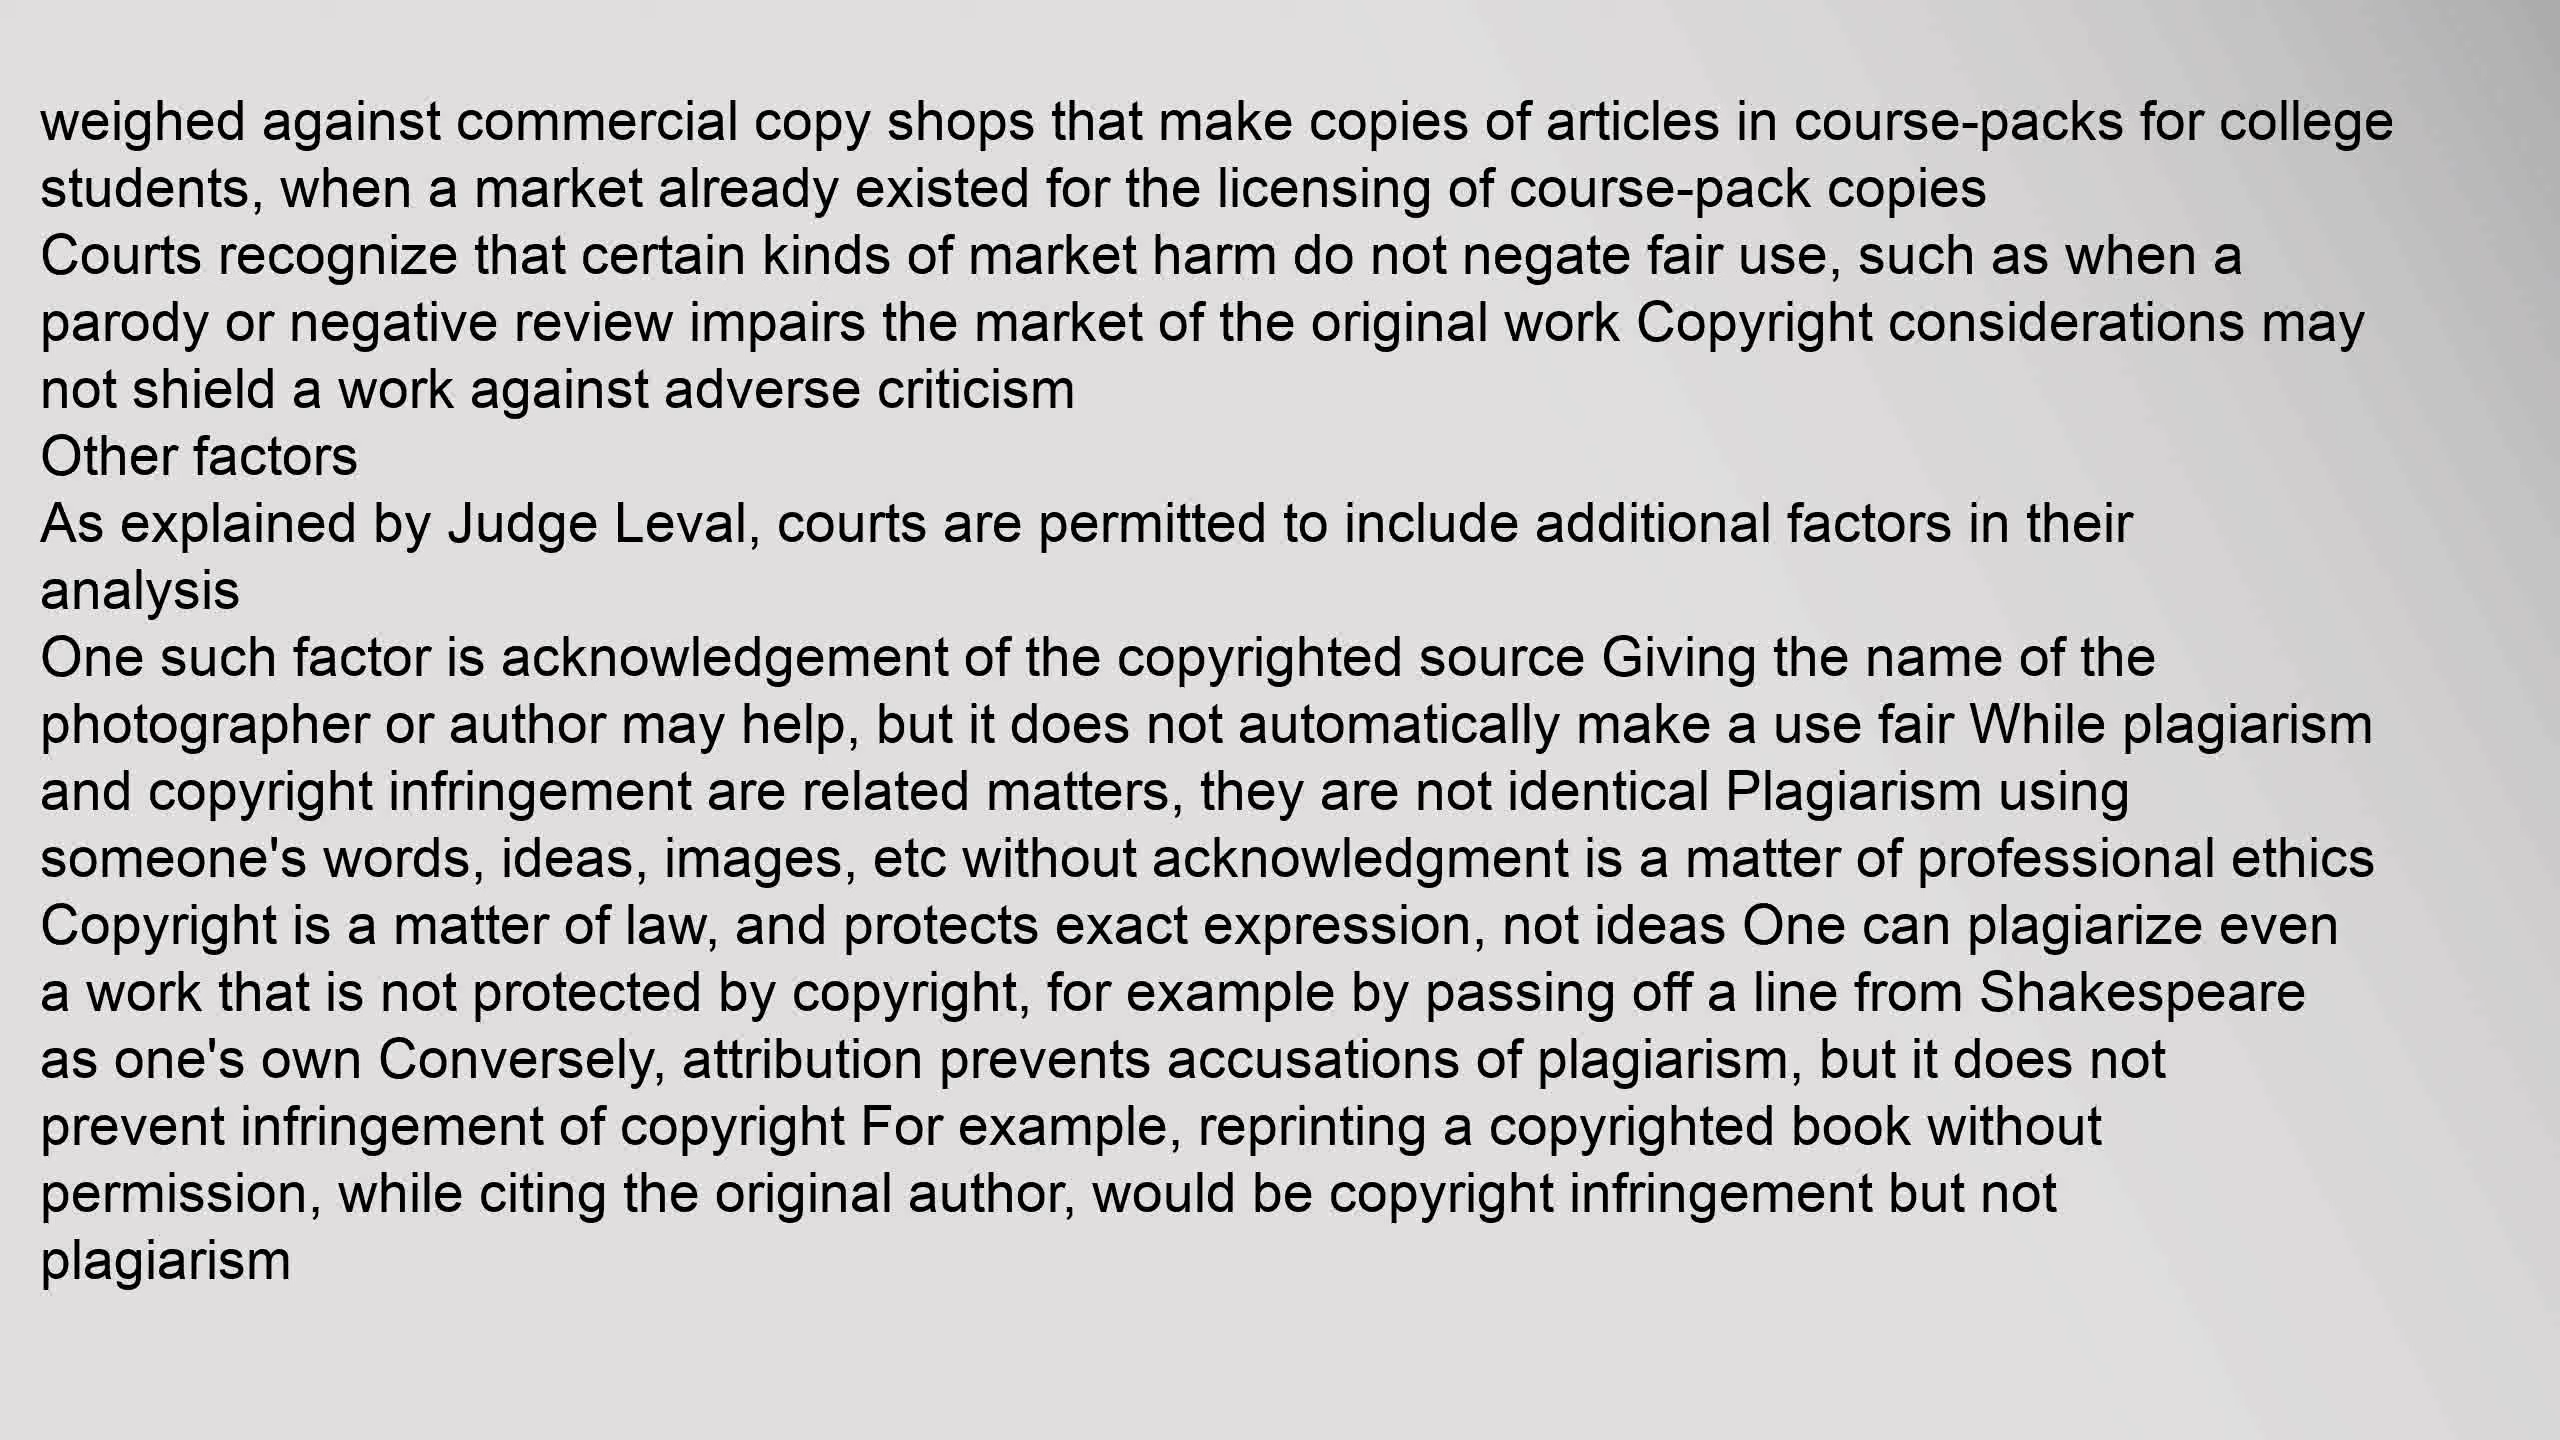 weighed against commercial copy shops that make copies of articles in course-packs for college
students, when a market already existed for the licensing of course-pack copies
Courts recognize that certain kinds of market harm do not negate fair use, such as when a
parody or negative review impairs the market of the original work Copyright considerations may
not shield a work against adverse criticism
Other factors
As explained by Judge Leval, courts are permitted to include additional factors in their
analysis
One such factor is acknowledgement of the copyrighted source Giving the name of the
photographer or author may help, but it does not automatically make a use fair While plagiarism
and copyright infringement are related matters, they are not identical Plagiarism using
someone's words, ideas, images, etc without acknowledgment is a matter of professional ethics
Copyright is a matter of law, and protects exact expression, not ideas One can plagiarize even
a work that is not protected by copyright, for example by passing off a line from Shakespeare
as one's own Conversely, attribution prevents accusations of plagiarism, but it does not
prevent infringement of copyright For example, reprinting a copyrighted book without
permission, while citing the original author, would be copyright infringement but not
plagiarism